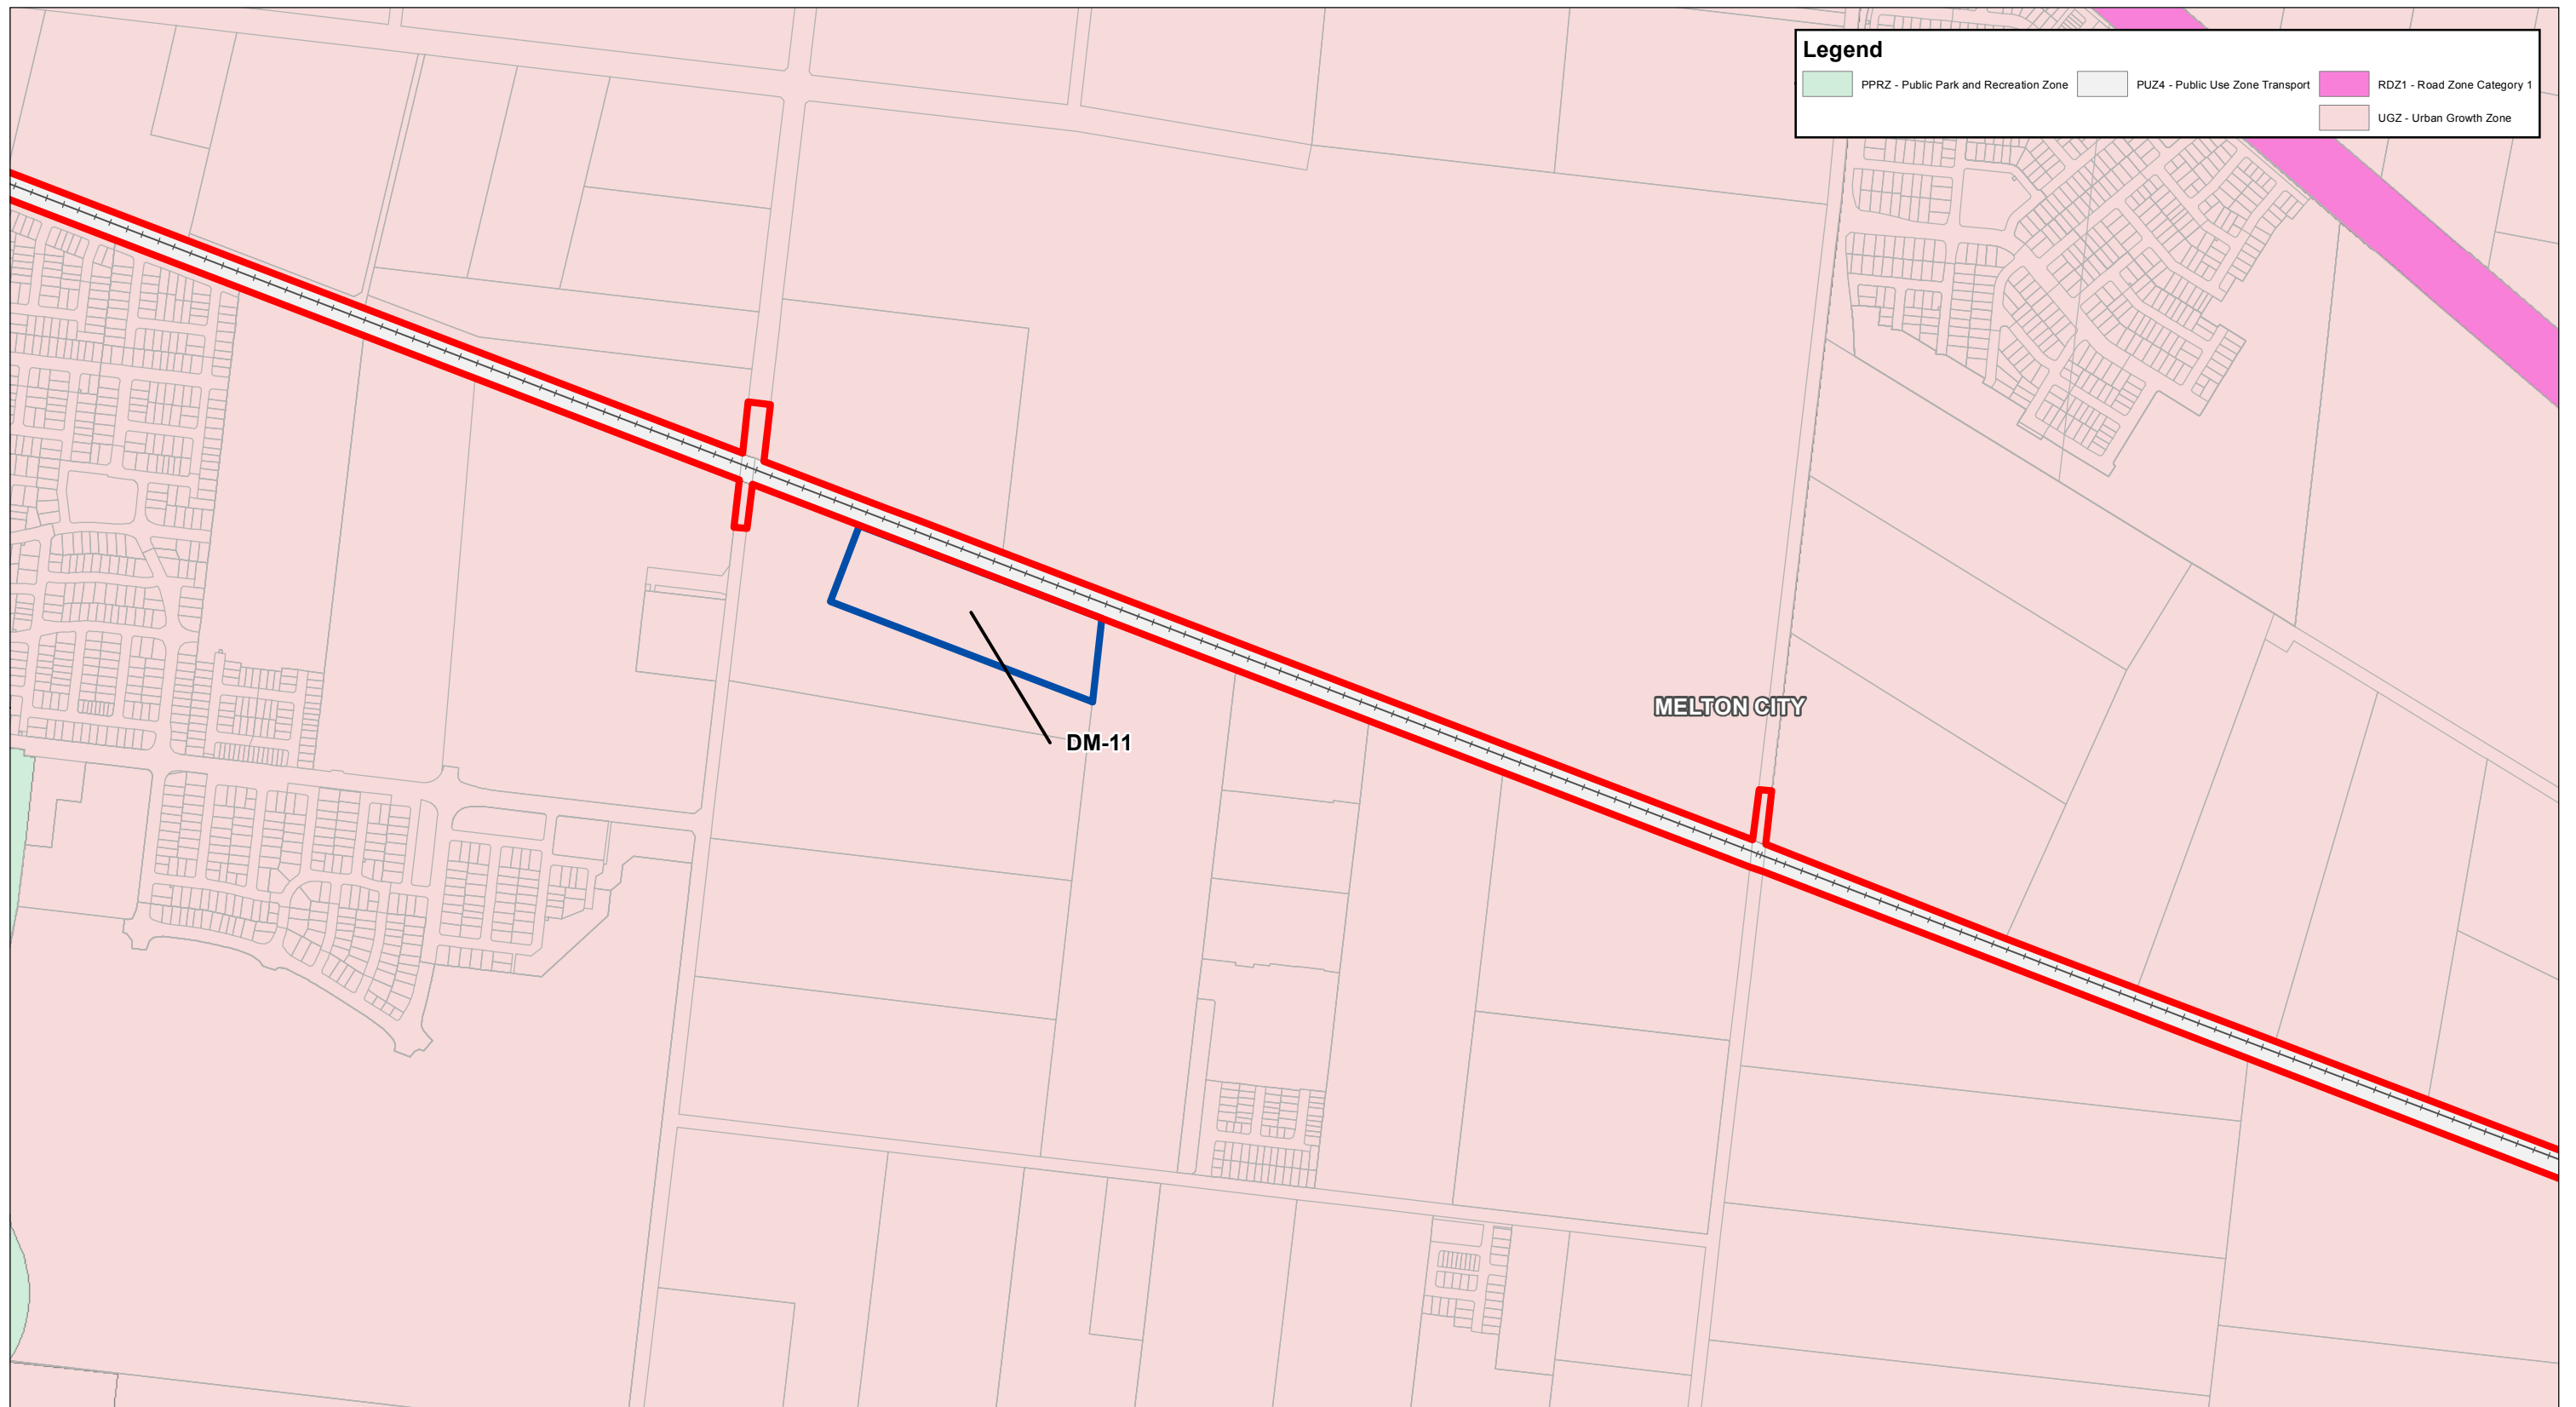 Legend
PPRZ - Public Park and Recreation Zone
PUZ4 - Public Use Zone Transport
RDZ1 - Road Zone Category 1
UGZ - Urban Growth Zone
MELTON CITY
DM-11